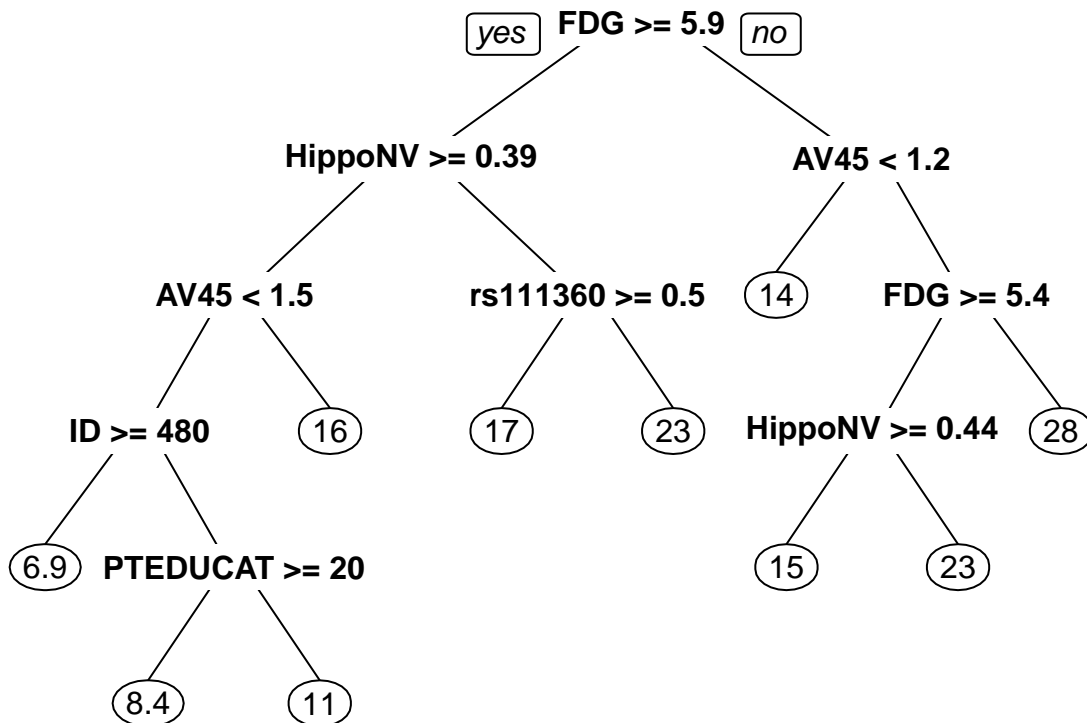 yes FDG >= 5.9 no
HippoNV >= 0.39 AV45 < 1.2
AV45 < 1.5 rs111360 >= 0.5 14 FDG >= 5.4
ID >= 480 16 17 23 HippoNV >= 0.44 28
6.9 PTEDUCAT >= 20 15 23
8.4 11